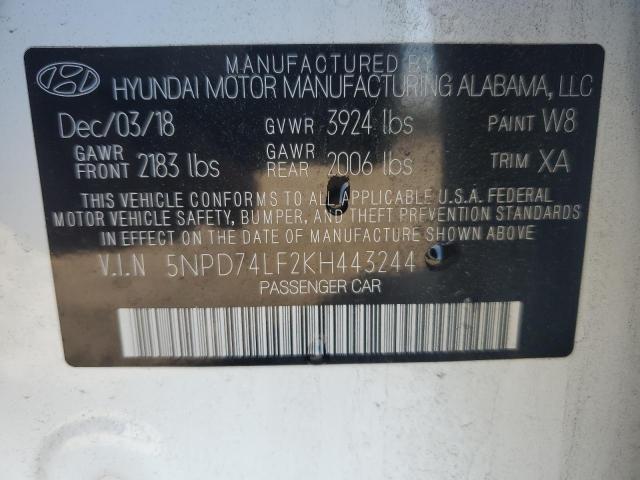 MANUFACTURED BY
HYUNDAI MOTOR MANUFACTURING ALABAMA, LLC
Dec/03/18 GVWR 3924 lbs PAINT W8
GAWR FRONT 2183 lbs GAWR REAR 2006 lbs TRIM XA
THIS VEHICLE CONFORMS TO ALL APPLICABLE U.S.A. FEDERAL
MOTOR VEHICLE SAFETY, BUMPER, AND THEFT PREVENTION STANDARDS
IN EFFECT ON THE DATE OF MANUFACTURE SHOWN ABOVE.
V.I.N 5NPD74LF2KH443244
PASSENGER CAR